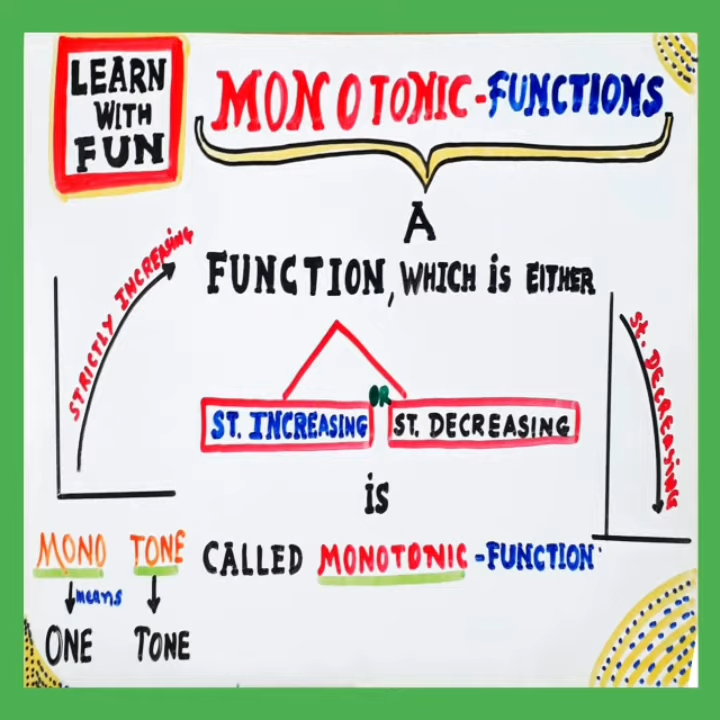 LEARN
WITH
FUN
MONOTONIC-FUNCTIONS
A
FUNCTION, WHICH is EITHER
STRICTLY INCREASING
St. DECREASING
OR
ST. INCREASING
ST. DECREASING
is
CALLED MONOTONIC-FUNCTION
MONO TONE
means
ONE TONE